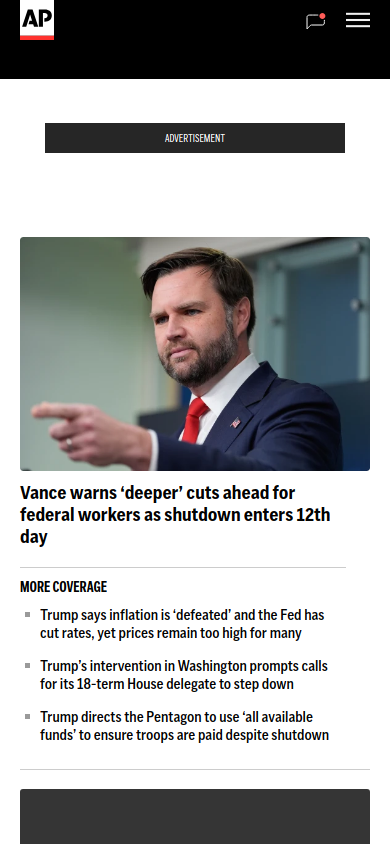 AP
ADVERTISEMENT
Vance warns ‘deeper’ cuts ahead for
federal workers as shutdown enters 12th
day
MORE COVERAGE
Trump says inflation is ‘defeated’ and the Fed has
cut rates, yet prices remain too high for many
Trump’s intervention in Washington prompts calls
for its 18-term House delegate to step down
Trump directs the Pentagon to use ‘all available
funds’ to ensure troops are paid despite shutdown